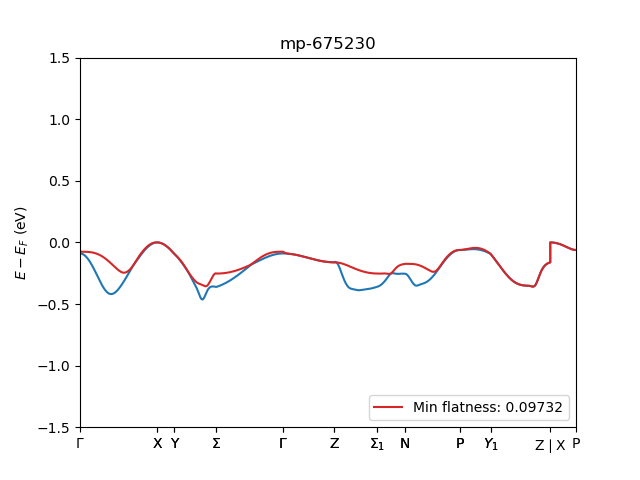 mp-675230
E − E_F (eV)
1.5
1.0
0.5
0.0
−0.5
−1.0
−1.5
Min flatness: 0.09732
Γ X Y Σ Γ Z Σ₁ N P Y₁ Z | X P